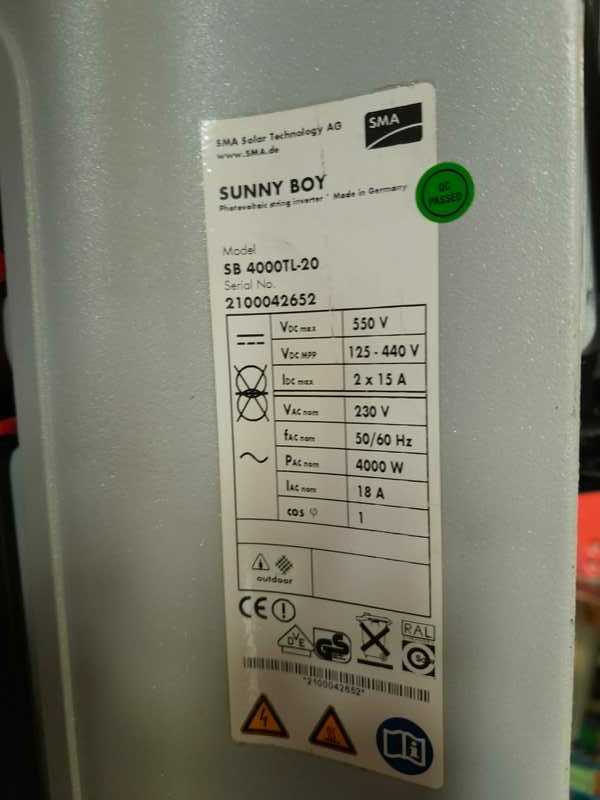 SMA Solar Technology AG
www.SMA.de
SMA
SUNNY BOY
Photovoltaic string inverter * Made in Germany
QC
PASSED
Model
SB 4000TL-20
Serial No.
2100042652
VDC max 550 V
VDC MPP 125 - 440 V
IDC max 2 x 15 A
VAC nom 230 V
fAC nom 50/60 Hz
PAC nom 4000 W
IAC nom 18 A
cos φ 1
outdoor
CE
DVE
GS
RAL
*2100042652*
i